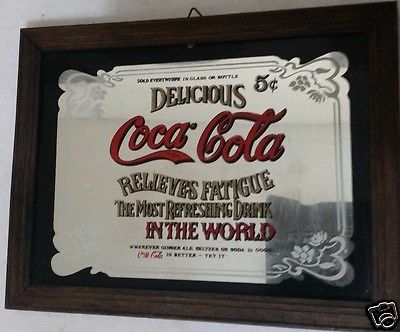 SOLD EVERYWHERE IN GLASS OR BOTTLE
5¢
DELICIOUS
Coca-Cola
RELIEVES FATIGUE
THE MOST REFRESHING DRINK
IN THE WORLD
WHEREVER GINGER ALE, SELTZER OR SODA IS GOOD
Coca-Cola IS BETTER - TRY IT